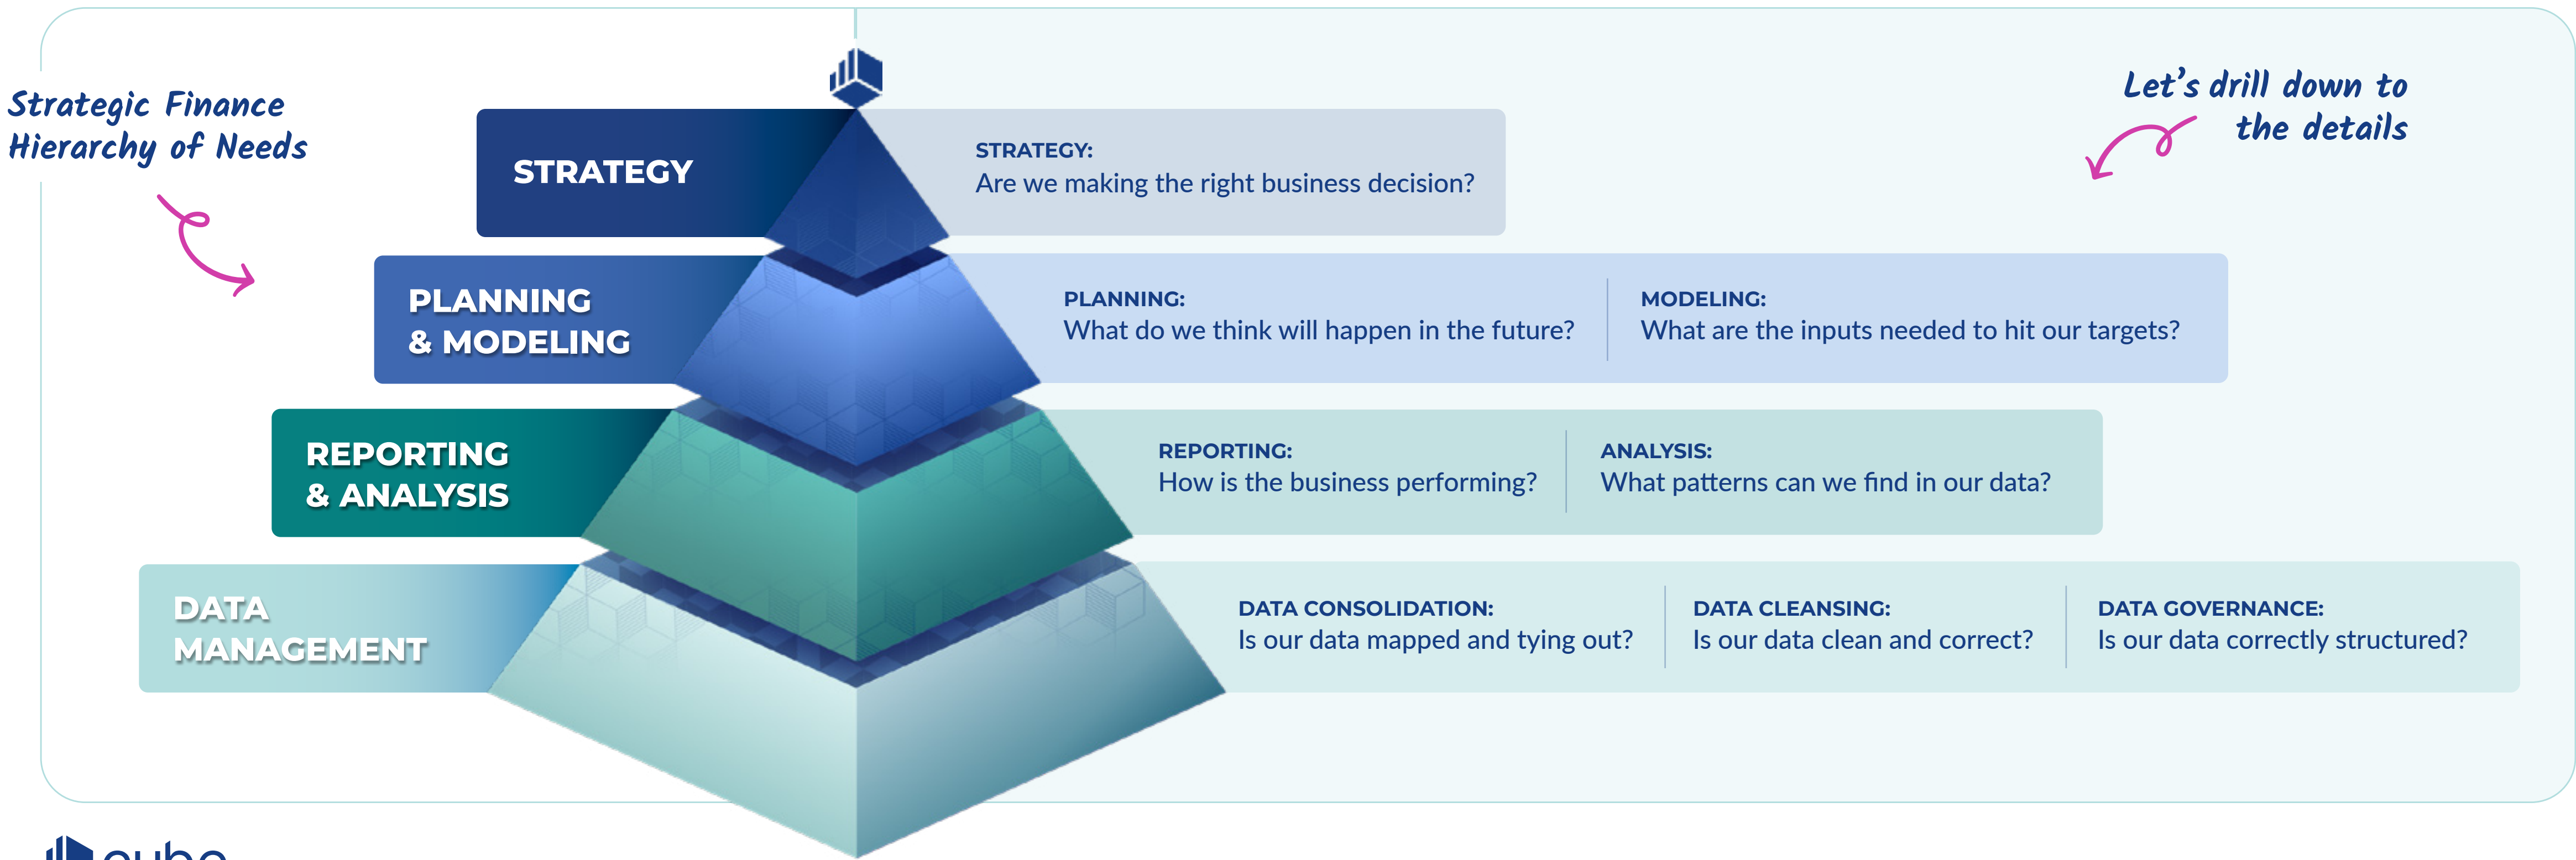 Strategic Finance
Hierarchy of Needs
Let’s drill down to
the details
STRATEGY
STRATEGY:
Are we making the right business decision?
PLANNING
& MODELING
PLANNING:
What do we think will happen in the future?
MODELING:
What are the inputs needed to hit our targets?
REPORTING
& ANALYSIS
REPORTING:
How is the business performing?
ANALYSIS:
What patterns can we find in our data?
DATA
MANAGEMENT
DATA CONSOLIDATION:
Is our data mapped and tying out?
DATA CLEANSING:
Is our data clean and correct?
DATA GOVERNANCE:
Is our data correctly structured?
cube